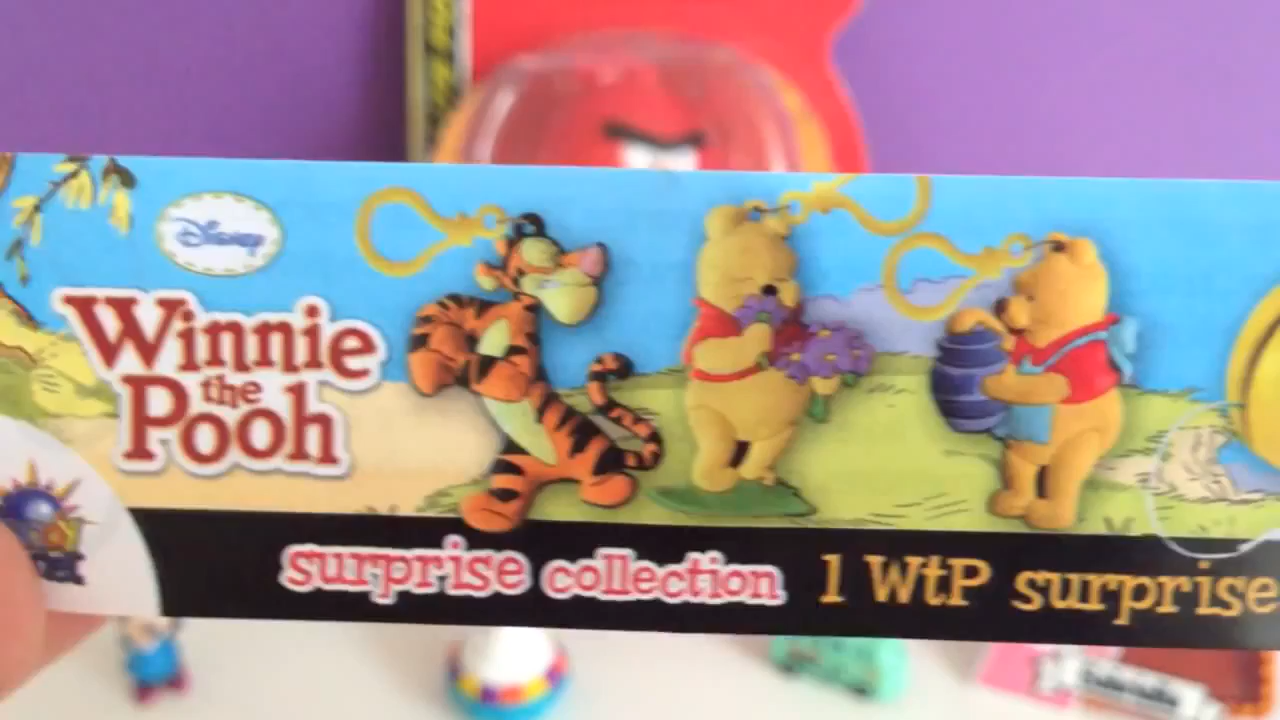 Disney
Winnie
the
Pooh
surprise collection 1 WtP surprise